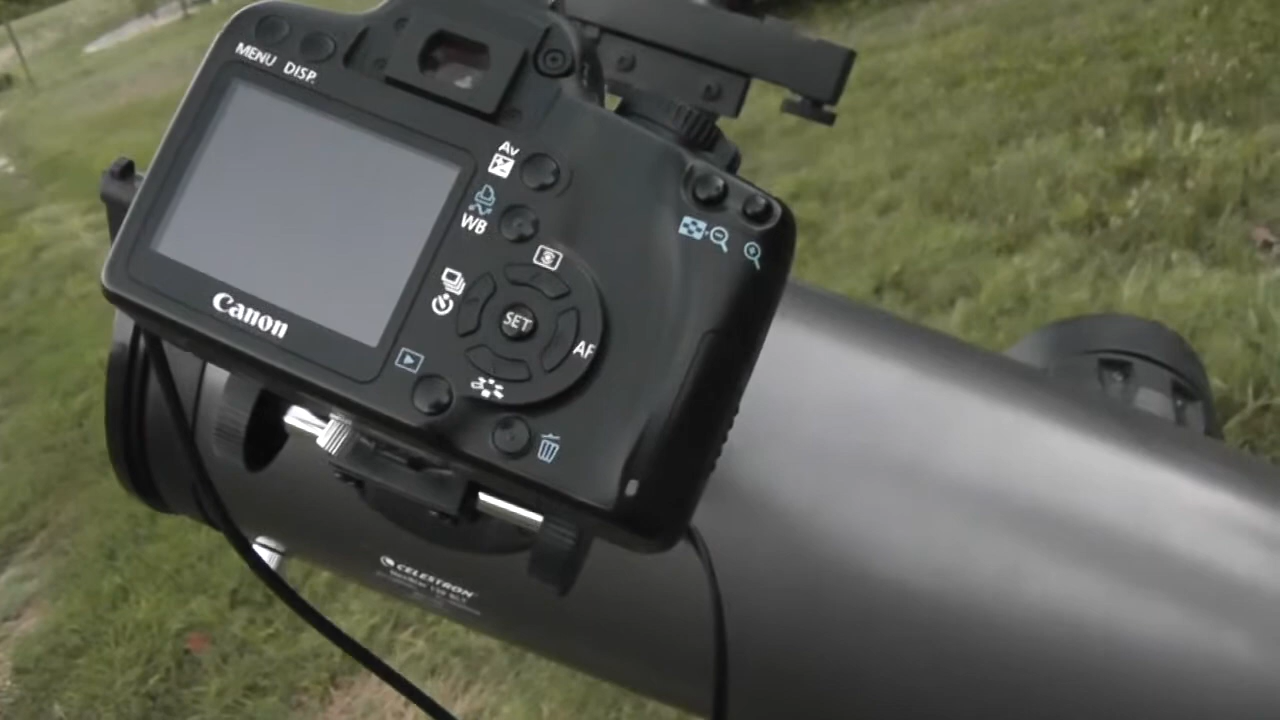 MENU DISP.
Av
WB
SET
AF
Canon
CELESTRON